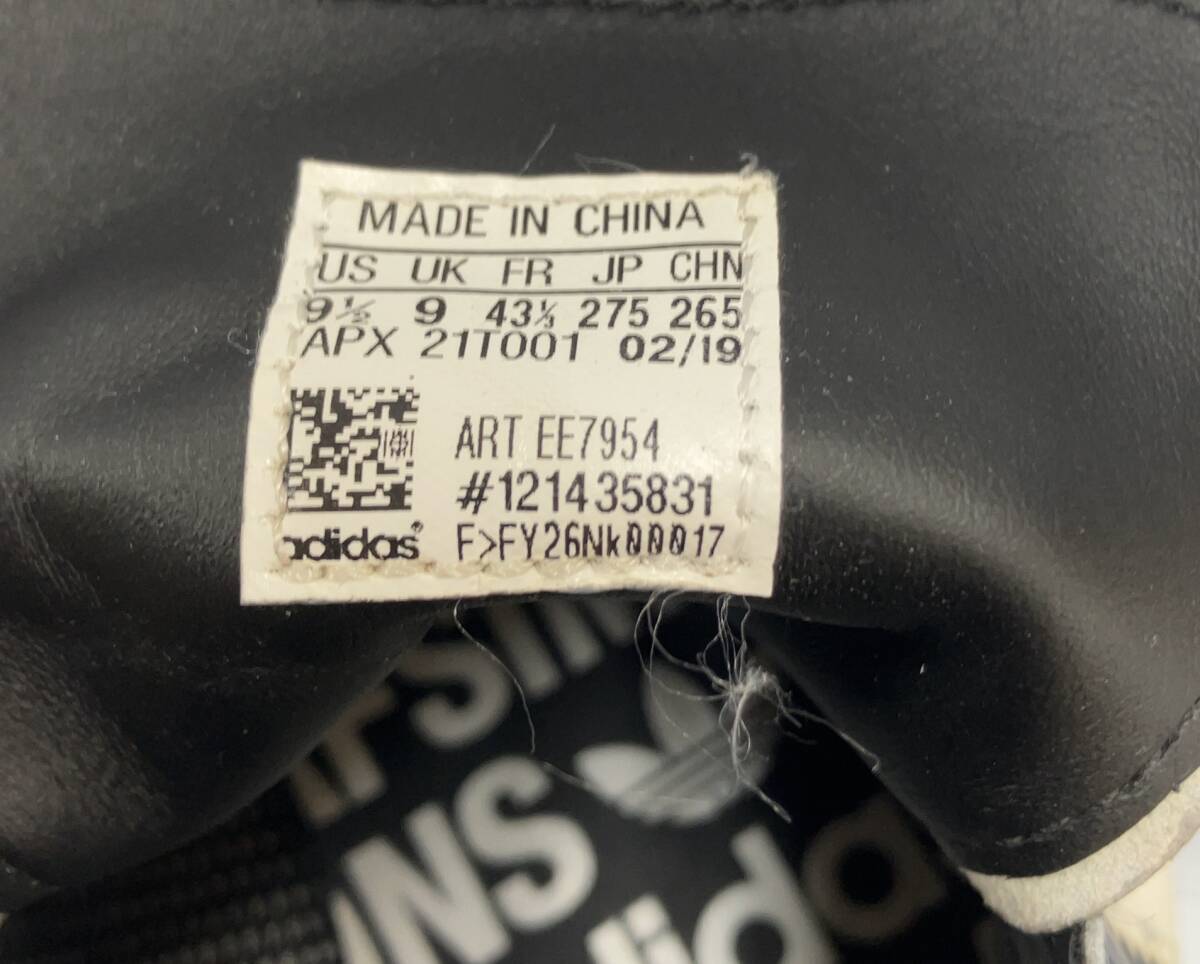 MADE IN CHINA
US UK FR JP CHN
9½ 9 43⅓ 275 265
APX 21T001 02/19
ART EE7954
#121435831
adidas®
F>FY26Nk00017